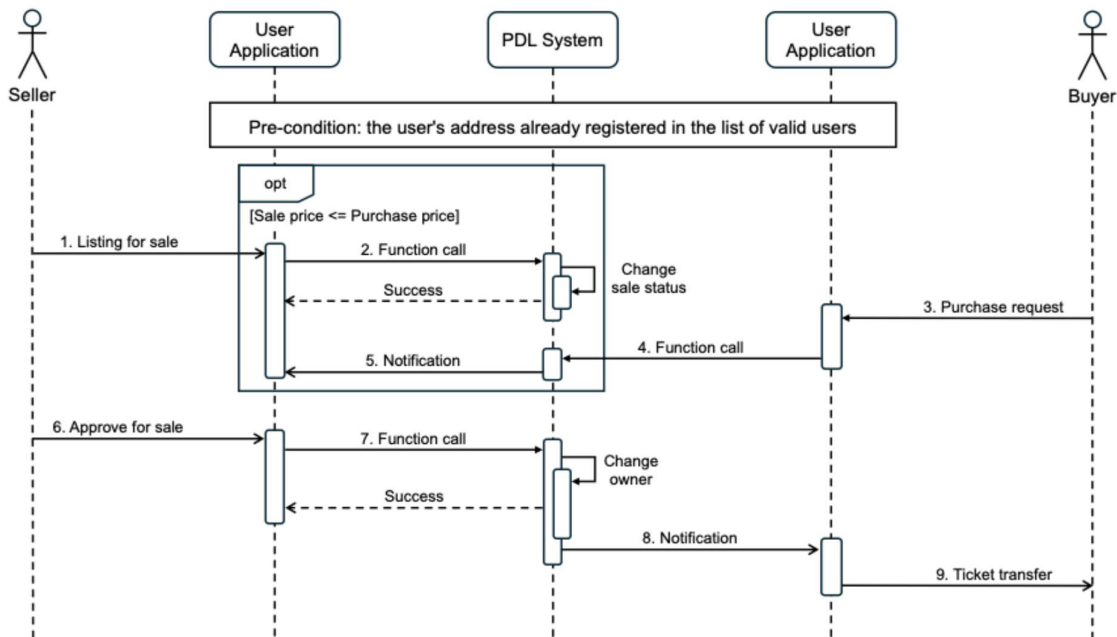 User
Application
PDL System
User
Application
Seller
Buyer
Pre-condition: the user's address already registered in the list of valid users
opt
[Sale price <= Purchase price]
1. Listing for sale
2. Function call
Change
sale status
Success
3. Purchase request
4. Function call
5. Notification
6. Approve for sale
7. Function call
Change
owner
Success
8. Notification
9. Ticket transfer